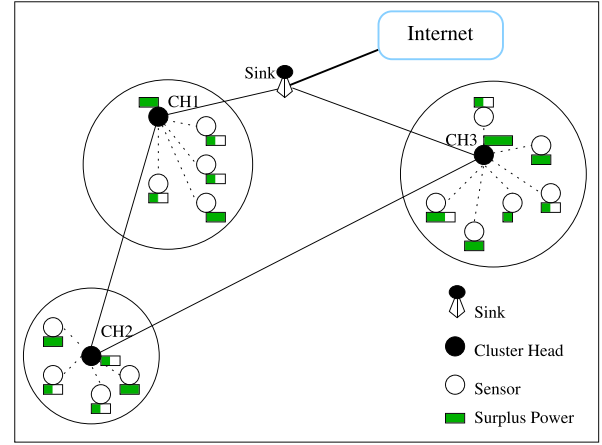 Internet
Sink
CH1
CH3
CH2
Sink
Cluster Head
Sensor
Surplus Power